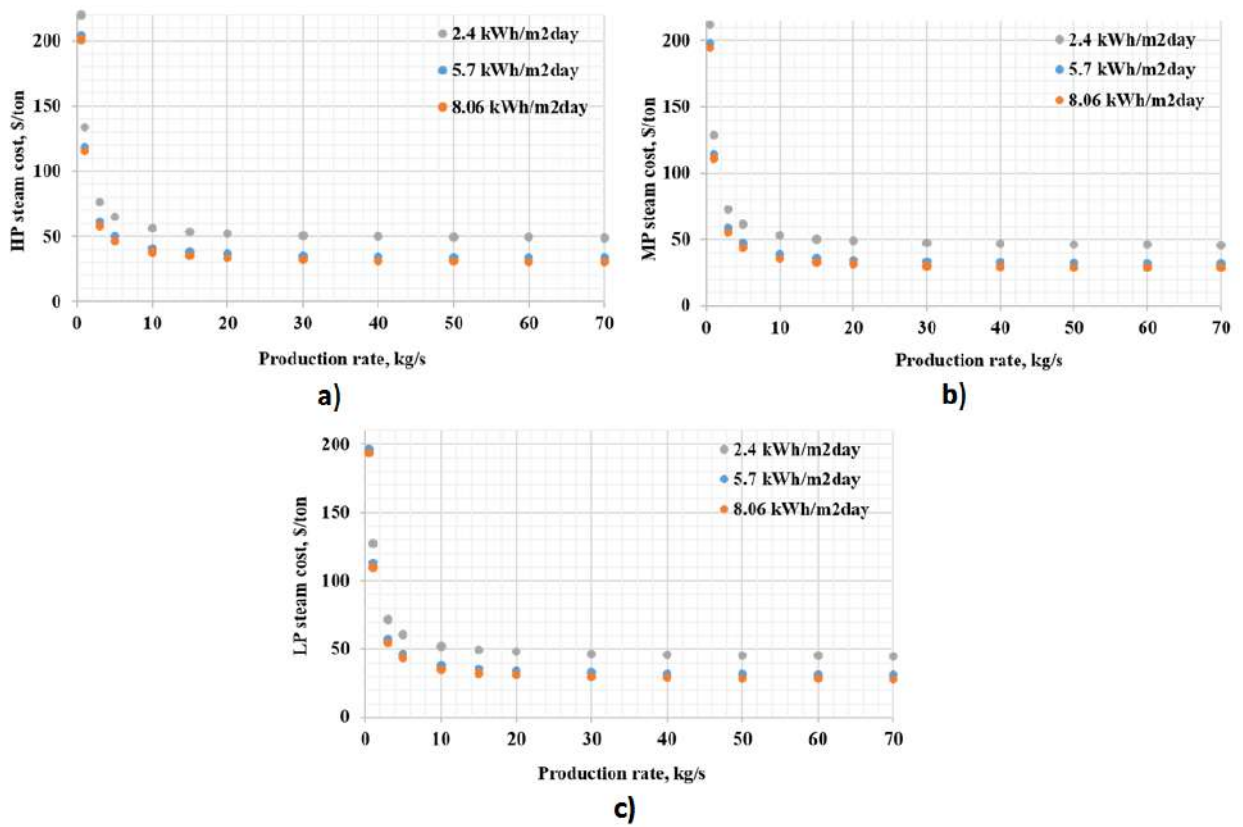 HP steam cost, $/ton
200
150
100
50
0
2.4 kWh/m2day
5.7 kWh/m2day
8.06 kWh/m2day
0 10 20 30 40 50 60 70
Production rate, kg/s
a)
MP steam cost, $/ton
200
150
100
50
0
2.4 kWh/m2day
5.7 kWh/m2day
8.06 kWh/m2day
0 10 20 30 40 50 60 70
Production rate, kg/s
b)
LP steam cost, $/ton
200
150
100
50
0
2.4 kWh/m2day
5.7 kWh/m2day
8.06 kWh/m2day
0 10 20 30 40 50 60 70
Production rate, kg/s
c)